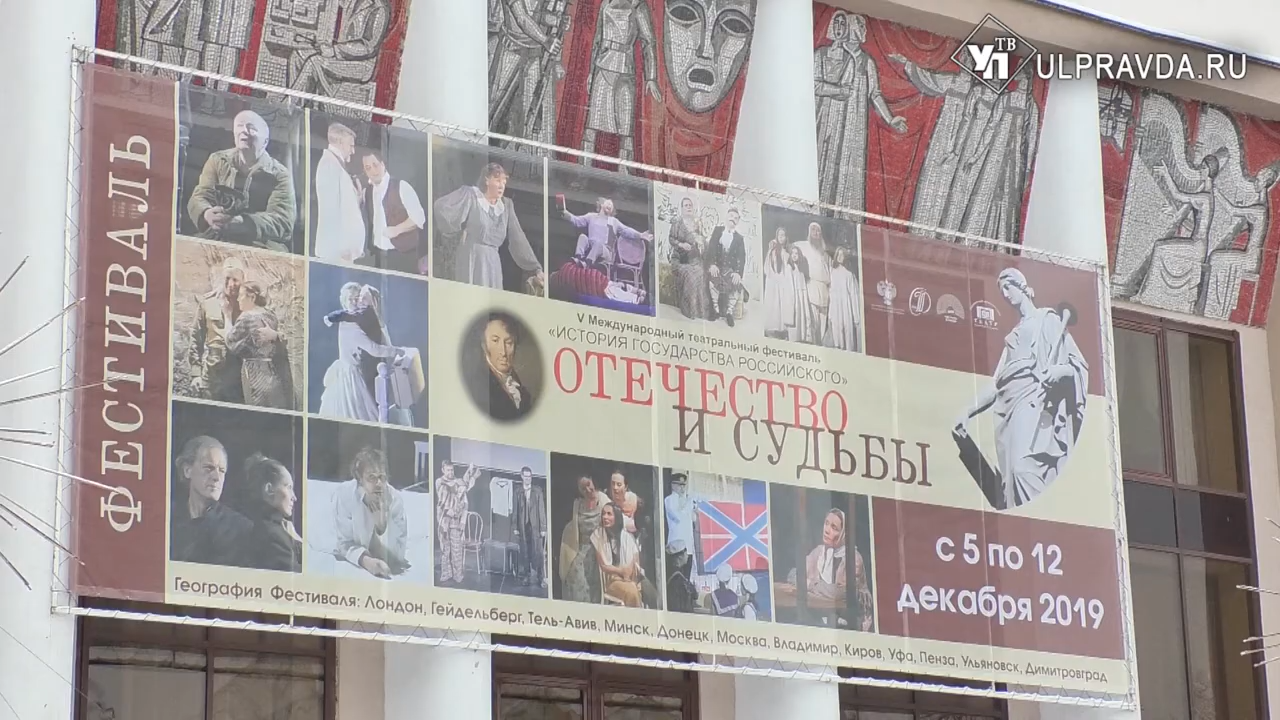 УП ТВ ULPRAVDA.RU
ФЕСТИВАЛЬ
V Международный театральный фестиваль
«ИСТОРИЯ ГОСУДАРСТВА РОССИЙСКОГО»
ОТЕЧЕСТВО
И СУДЬБЫ
с 5 по 12
декабря 2019
География Фестиваля: Лондон, Гейдельберг, Тель-Авив, Минск, Донецк, Москва, Владимир, Киров, Уфа, Пенза, Ульяновск, Димитровград